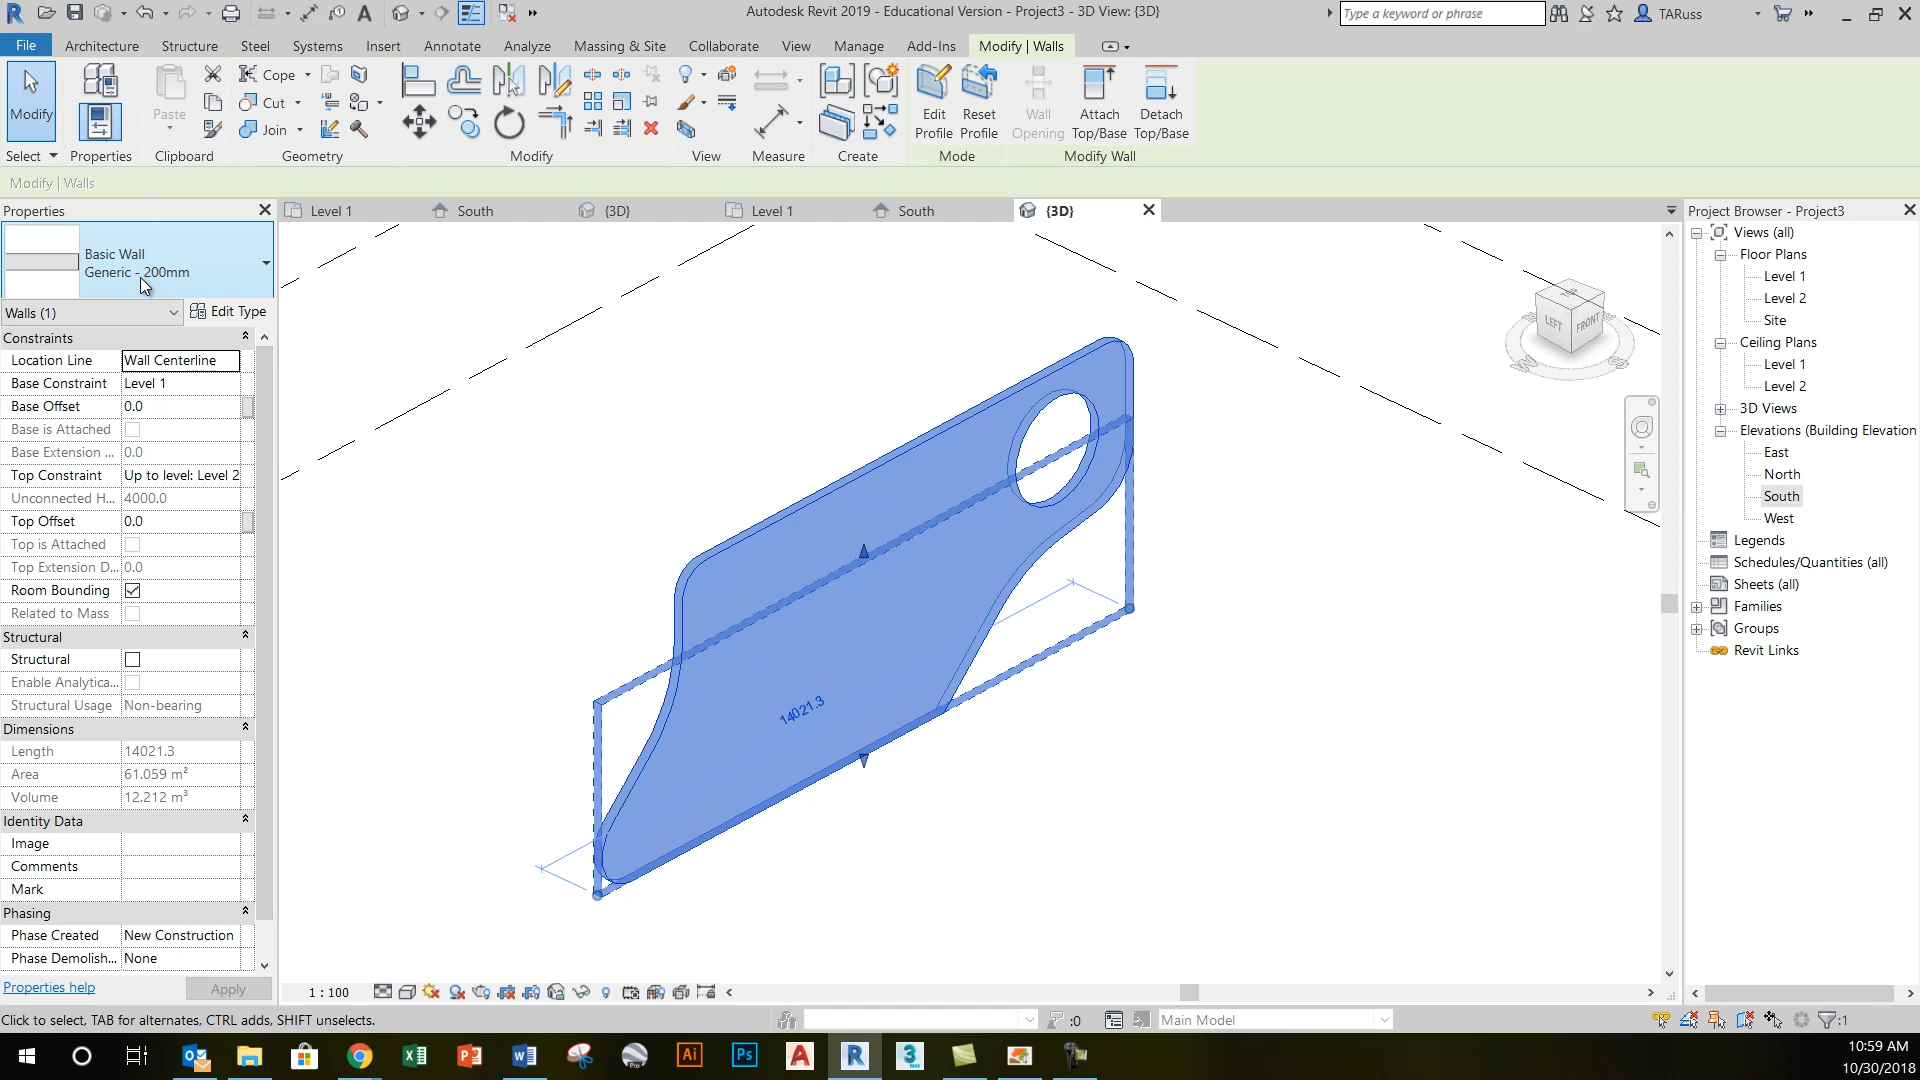 Autodesk Revit 2019 - Educational Version - Project3 - 3D View: {3D}
Type a keyword or phrase
TARuss
File
Architecture
Structure
Steel
Systems
Insert
Annotate
Analyze
Massing & Site
Collaborate
View
Manage
Add-Ins
Modify | Walls
Modify
Select
Properties
Paste
Clipboard
Cope
Cut
Join
Geometry
Modify
View
Measure
Create
Edit
Profile
Reset
Profile
Mode
Wall
Opening
Attach
Top/Base
Detach
Top/Base
Modify Wall
Modify | Walls
Properties
Basic Wall
Generic - 200mm
Walls (1)
Edit Type
Constraints
Location Line Wall Centerline
Base Constraint Level 1
Base Offset 0.0
Base is Attached
Base Extension ... 0.0
Top Constraint Up to level: Level 2
Unconnected H... 4000.0
Top Offset 0.0
Top is Attached
Top Extension D... 0.0
Room Bounding
Related to Mass
Structural
Structural
Enable Analytica...
Structural Usage Non-bearing
Dimensions
Length 14021.3
Area 61.059 m²
Volume 12.212 m³
Identity Data
Image
Comments
Mark
Phasing
Phase Created New Construction
Phase Demolish... None
Properties help
Apply
Level 1
South
{3D}
Level 1
South
{3D}
LEFT
FRONT
14021.3
1 : 100
Project Browser - Project3
Views (all)
Floor Plans
Level 1
Level 2
Site
Ceiling Plans
Level 1
Level 2
3D Views
Elevations (Building Elevation
East
North
South
West
Legends
Schedules/Quantities (all)
Sheets (all)
Families
Groups
Revit Links
Click to select, TAB for alternates, CTRL adds, SHIFT unselects.
:0
Main Model
:1
10:59 AM
10/30/2018